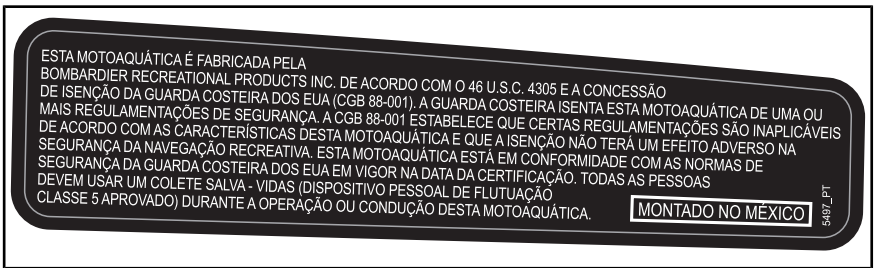 ESTA MOTOAQUÁTICA É FABRICADA PELA
BOMBARDIER RECREATIONAL PRODUCTS INC. DE ACORDO COM O 46 U.S.C. 4305 E A CONCESSÃO
DE ISENÇÃO DA GUARDA COSTEIRA DOS EUA (CGB 88-001). A GUARDA COSTEIRA ISENTA ESTA MOTOAQUÁTICA DE UMA OU
MAIS REGULAMENTAÇÕES DE SEGURANÇA. A CGB 88-001 ESTABELECE QUE CERTAS REGULAMENTAÇÕES SÃO INAPLICÁVEIS
DE ACORDO COM AS CARACTERÍSTICAS DESTA MOTOAQUÁTICA E QUE A ISENÇÃO NÃO TERÁ UM EFEITO ADVERSO NA
SEGURANÇA DA NAVEGAÇÃO RECREATIVA. ESTA MOTOAQUÁTICA ESTÁ EM CONFORMIDADE COM AS NORMAS DE
SEGURANÇA DA GUARDA COSTEIRA DOS EUA EM VIGOR NA DATA DA CERTIFICAÇÃO. TODAS AS PESSOAS
DEVEM USAR UM COLETE SALVA - VIDAS (DISPOSITIVO PESSOAL DE FLUTUAÇÃO
CLASSE 5 APROVADO) DURANTE A OPERAÇÃO OU CONDUÇÃO DESTA MOTOAQUÁTICA.
MONTADO NO MÉXICO
5497_PT